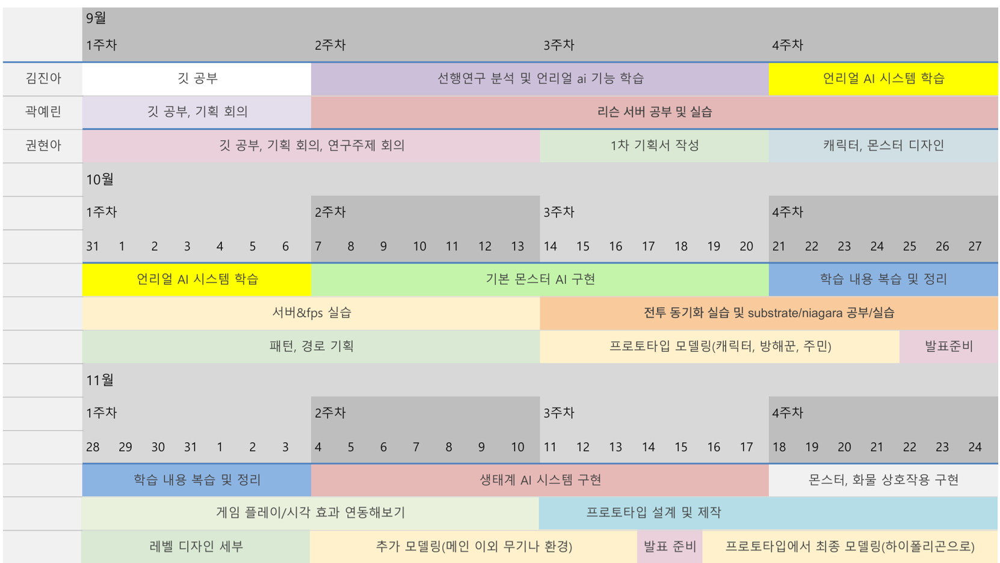 9월
1주차 2주차 3주차 4주차
김진아 깃 공부 선행연구 분석 및 언리얼 ai 기능 학습 언리얼 AI 시스템 학습
곽예린 깃 공부, 기획 회의 리슨 서버 공부 및 실습
권현아 깃 공부, 기획 회의, 연구주제 회의 1차 기획서 작성 캐릭터, 몬스터 디자인
10월
1주차 2주차 3주차 4주차
31 1 2 3 4 5 6 7 8 9 10 11 12 13 14 15 16 17 18 19 20 21 22 23 24 25 26 27
언리얼 AI 시스템 학습 기본 몬스터 AI 구현 학습 내용 복습 및 정리
서버&fps 실습 전투 동기화 실습 및 substrate/niagara 공부/실습
패턴, 경로 기획 프로토타입 모델링(캐릭터, 방해꾼, 주민) 발표준비
11월
1주차 2주차 3주차 4주차
28 29 30 31 1 2 3 4 5 6 7 8 9 10 11 12 13 14 15 16 17 18 19 20 21 22 23 24
학습 내용 복습 및 정리 생태계 AI 시스템 구현 몬스터, 화물 상호작용 구현
게임 플레이/시각 효과 연동해보기 프로토타입 설계 및 제작
레벨 디자인 세부 추가 모델링(메인 이외 무기나 환경) 발표 준비 프로토타입에서 최종 모델링(하이폴리곤으로)